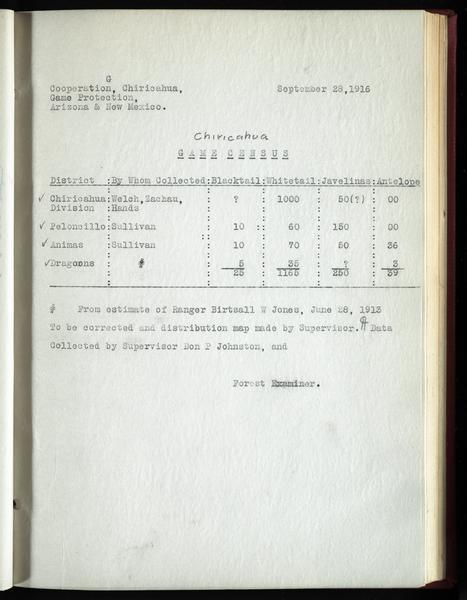 G
Cooperation, Chiricahua, September 28,1916
Game Protection,
Arizona & New Mexico.
Chiricahua
GAME CENSUS
District :By Whom Collected:Blacktail:Whitetail:Javelinas:Antelope
✓ Chiricahua:Welch,Zachau, : ? : 1000 : 50(?) : 00
Division :Hands
✓ Peloncillo:Sullivan : 10 :: 60 : 150 : 00
✓ Animas :Sullivan : 10 : 70 : 50 : 36
✓ Dragoons : # : 5 : 35 : ? : 3
25 1165 250 39
# From estimate of Ranger Birtsall W Jones, June 28, 1913
To be corrected and distribution map made by Supervisor. ¶ Data
Collected by Supervisor Don P Johnston, and
Forest Examiner.